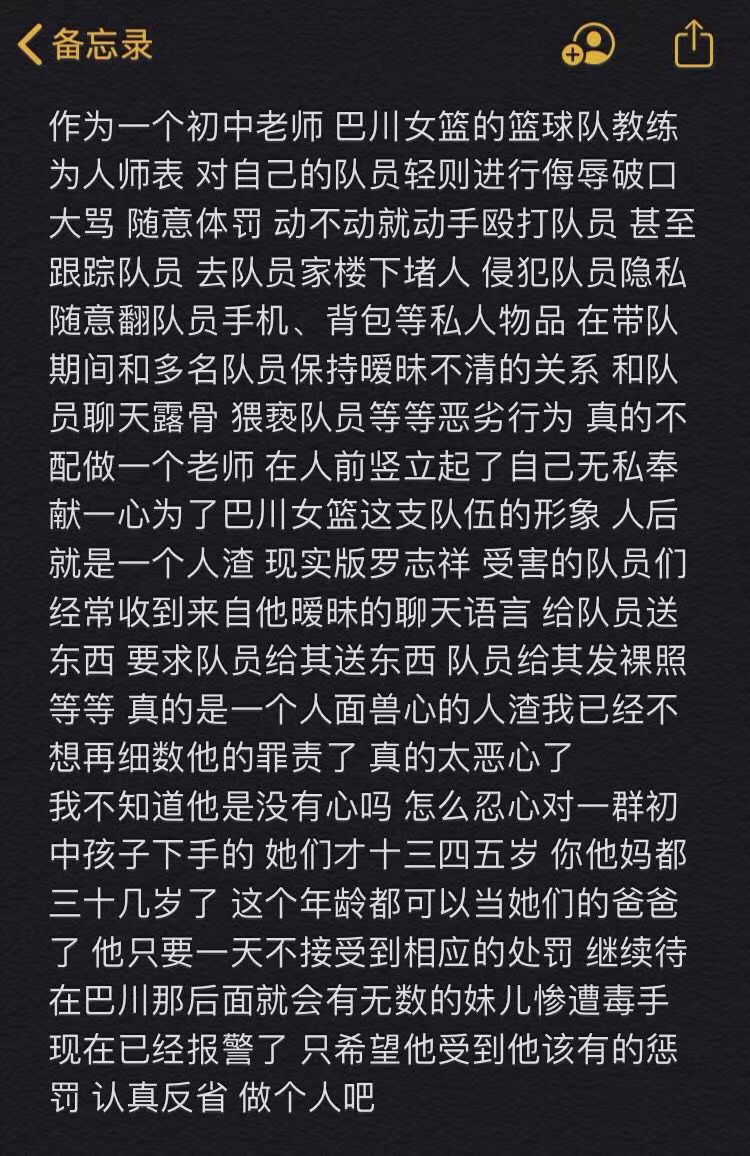 备忘录
作为一个初中老师 巴川女篮的篮球队教练
为人师表 对自己的队员轻则进行侮辱破口
大骂 随意体罚 动不动就动手殴打队员 甚至
跟踪队员 去队员家楼下堵人 侵犯队员隐私
随意翻队员手机、背包等私人物品 在带队
期间和多名队员保持暧昧不清的关系 和队
员聊天露骨 猥亵队员等等恶劣行为 真的不
配做一个老师 在人前竖立起了自己无私奉
献一心为了巴川女篮这支队伍的形象 人后
就是一个人渣 现实版罗志祥 受害的队员们
经常收到来自他暧昧的聊天语言 给队员送
东西 要求队员给其送东西 队员给其发裸照
等等 真的是一个人面兽心的人渣我已经不
想再细数他的罪责了 真的太恶心了
我不知道他是没有心吗 怎么忍心对一群初
中孩子下手的 她们才十三四五岁 你他妈都
三十几岁了 这个年龄都可以当她们的爸爸
了 他只要一天不接受到相应的处罚 继续待
在巴川那后面就会有无数的妹儿惨遭毒手
现在已经报警了 只希望他受到他该有的惩
罚 认真反省 做个人吧